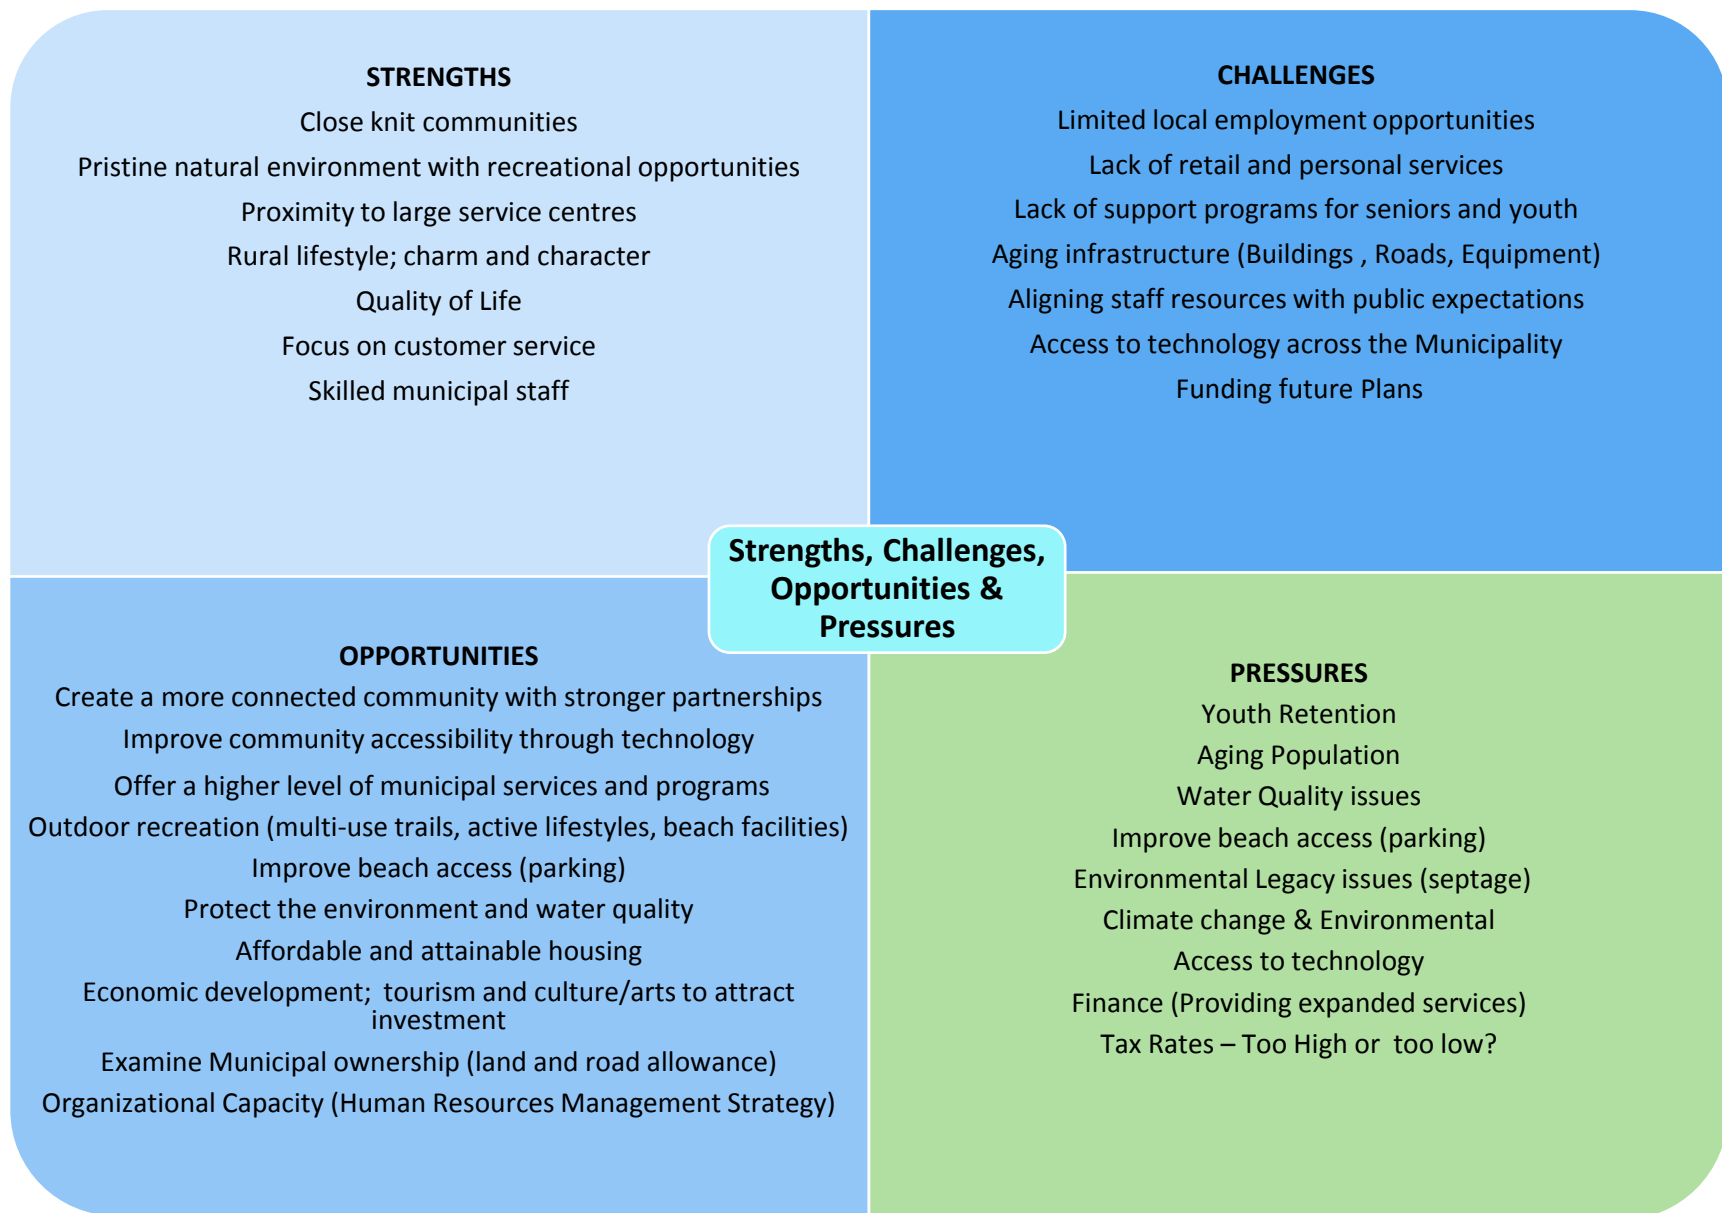 STRENGTHS
Close knit communities
Pristine natural environment with recreational opportunities
Proximity to large service centres
Rural lifestyle; charm and character
Quality of Life
Focus on customer service
Skilled municipal staff
CHALLENGES
Limited local employment opportunities
Lack of retail and personal services
Lack of support programs for seniors and youth
Aging infrastructure (Buildings , Roads, Equipment)
Aligning staff resources with public expectations
Access to technology across the Municipality
Funding future Plans
Strengths, Challenges,
Opportunities &
Pressures
OPPORTUNITIES
Create a more connected community with stronger partnerships
Improve community accessibility through technology
Offer a higher level of municipal services and programs
Outdoor recreation (multi-use trails, active lifestyles, beach facilities)
Improve beach access (parking)
Protect the environment and water quality
Affordable and attainable housing
Economic development;  tourism and culture/arts to attract
investment
Examine Municipal ownership (land and road allowance)
Organizational Capacity (Human Resources Management Strategy)
PRESSURES
Youth Retention
Aging Population
Water Quality issues
Improve beach access (parking)
Environmental Legacy issues (septage)
Climate change & Environmental
Access to technology
Finance (Providing expanded services)
Tax Rates – Too High or  too low?